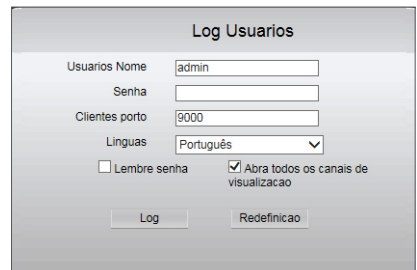 Log Usuarios
Usuarios Nome admin
Senha
Clientes porto 9000
Linguas Português
Lembre senha Abra todos os canais de
visualizacao
Log Redefinicao